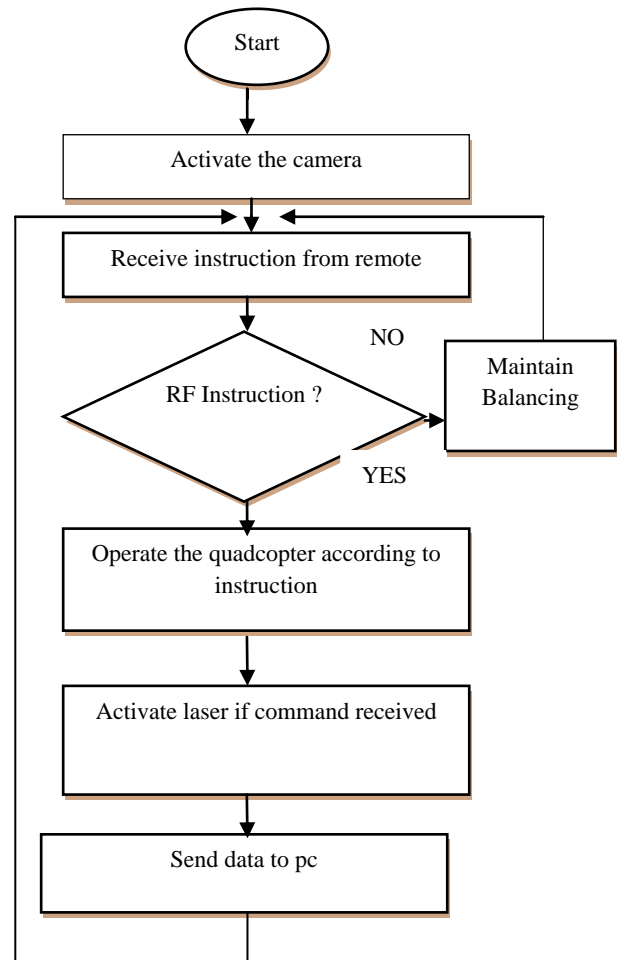 Start
Activate the camera
Receive instruction from remote
NO
RF Instruction ?
Maintain
Balancing
YES
Operate the quadcopter according to
instruction
Activate laser if command received
Send data to pc